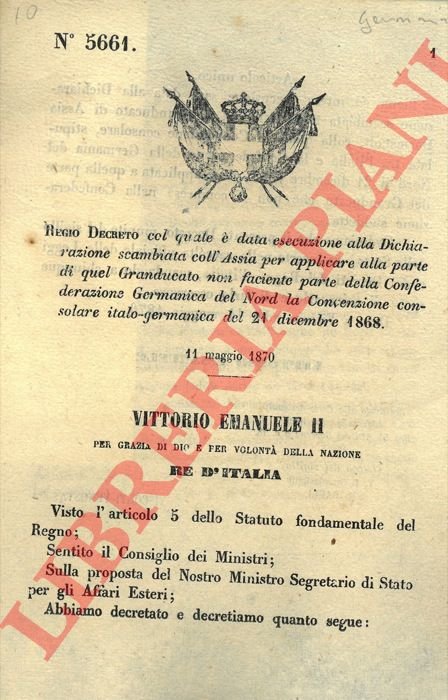 10
German
N° 5661.
1
REGIO DECRETO col quale è data esecuzione alla Dichia-
razione scambiata coll'Assia per applicare alla parte
di quel Granducato non faciente parte della Confe-
derazione Germanica del Nord la Convenzione con-
solare italo-germanica del 21 dicembre 1868.
11 maggio 1870
VITTORIO EMANUELE II
PER GRAZIA DI DIO E PER VOLONTÀ DELLA NAZIONE
RE D'ITALIA
Visto l'articolo 5 dello Statuto fondamentale del
Regno;
Sentito il Consiglio dei Ministri;
Sulla proposta del Nostro Ministro Segretario di Stato
per gli Affari Esteri;
Abbiamo decretato e decretiamo quanto segue:
LIBRERIA PIANI